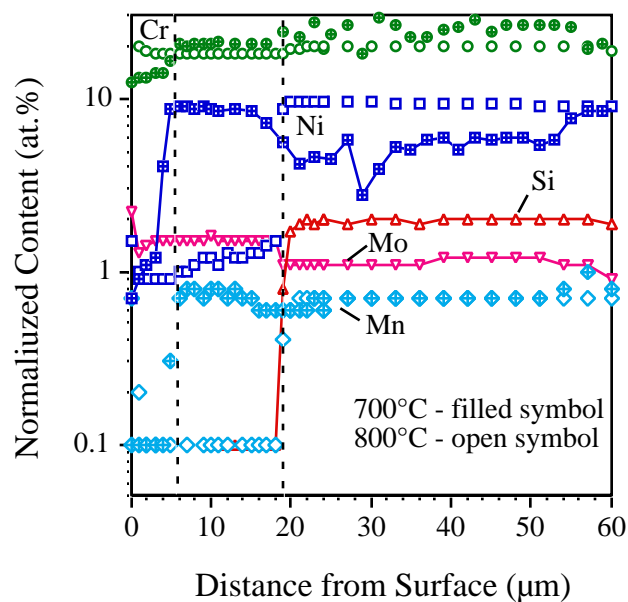 Cr
10
Ni
Si
Mo
1
Mn
700°C - filled symbol
800°C - open symbol
0.1
0
10
20
30
40
50
60
Normaliuzed Content (at.%)
Distance from Surface (µm)